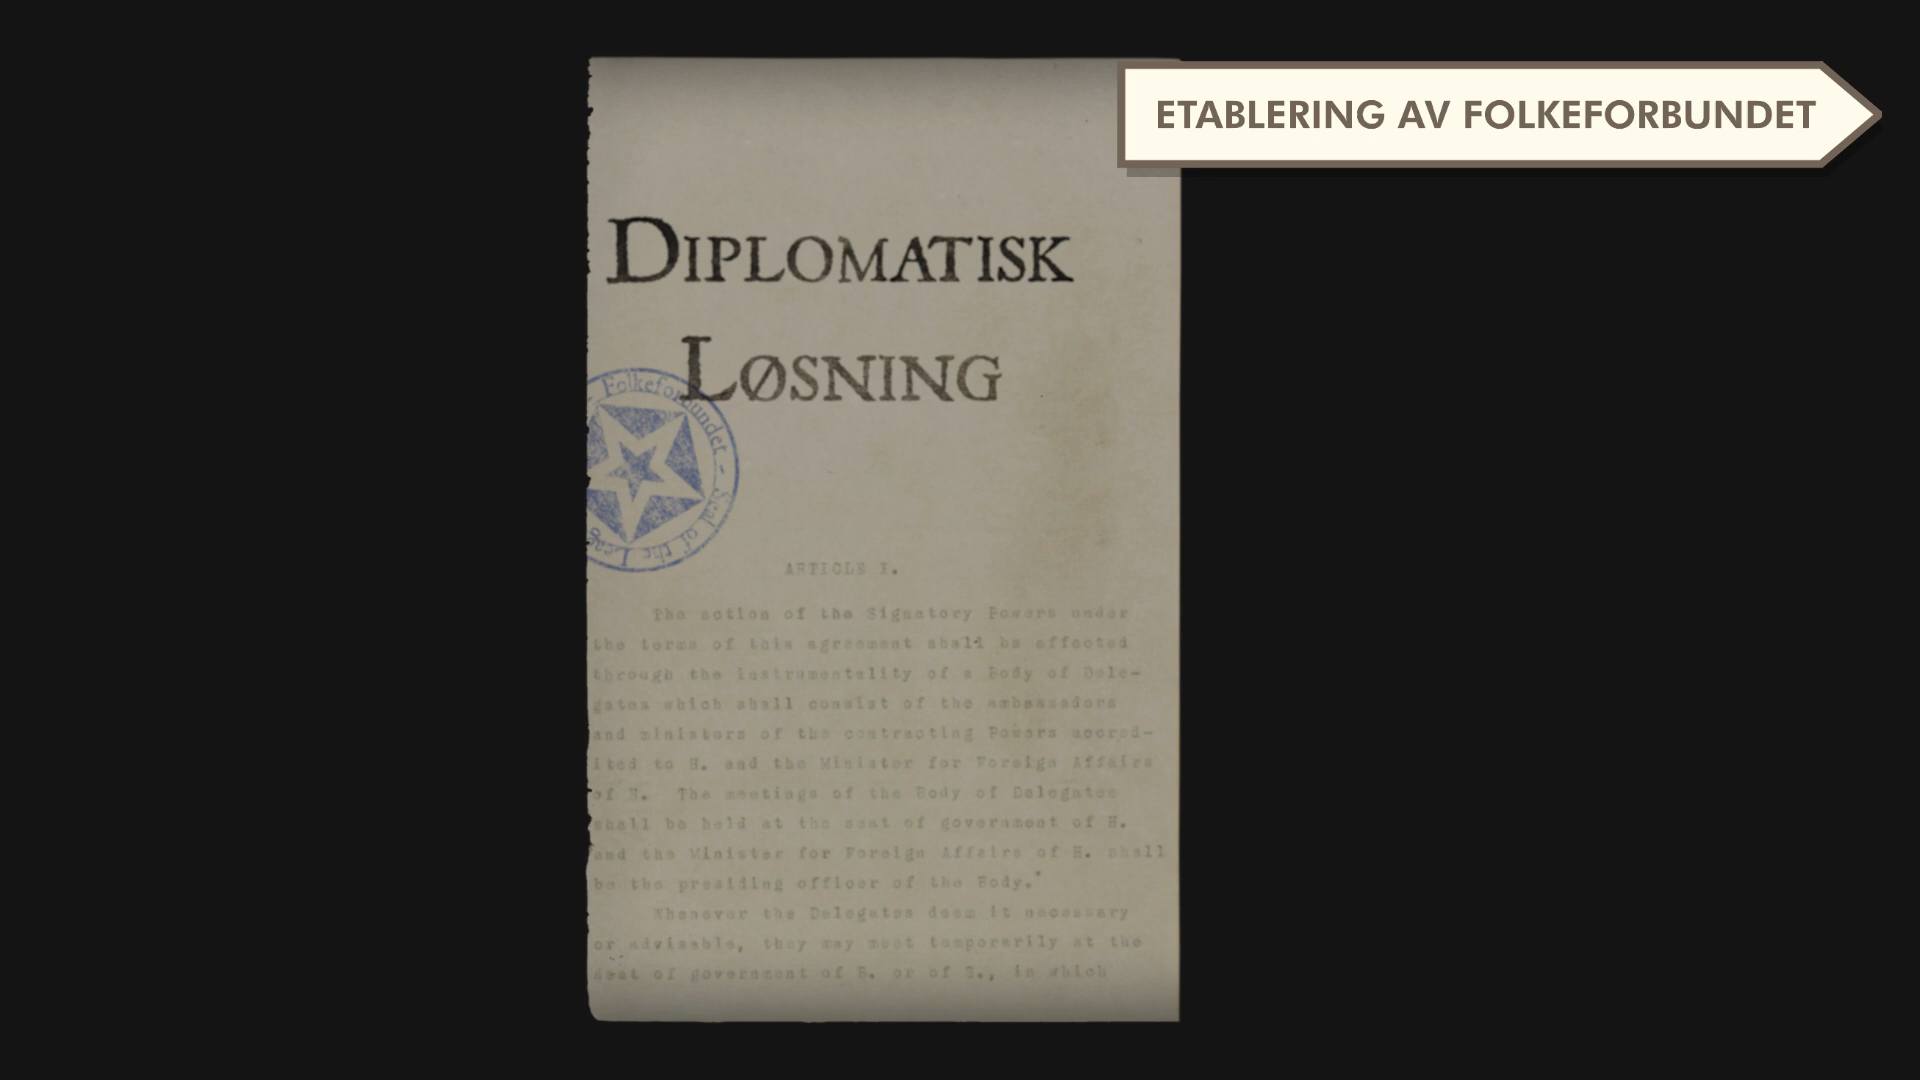 ETABLERING AV FOLKEFORBUNDET
DIPLOMATISK
LØSNING
Folkeforbundet - Seal of the Leag
ARTICLE I.
The action of the Signatory Powers under
the terms of this agreement shall be effected
through the instrumentality of a Body of Dele-
gates which shall consist of the ambassadors
and ministers of the contracting Powers accred-
ited to H. and the Minister for Foreign Affairs
of H. The meetings of the Body of Delegates
shall be held at the seat of government of H.
and the Minister for Foreign Affairs of H. shall
be the presiding officer of the Body.
Whenever the Delegates deem it necessary
or advisable, they may meet temporarily at the
seat of government of B. or of S., in which